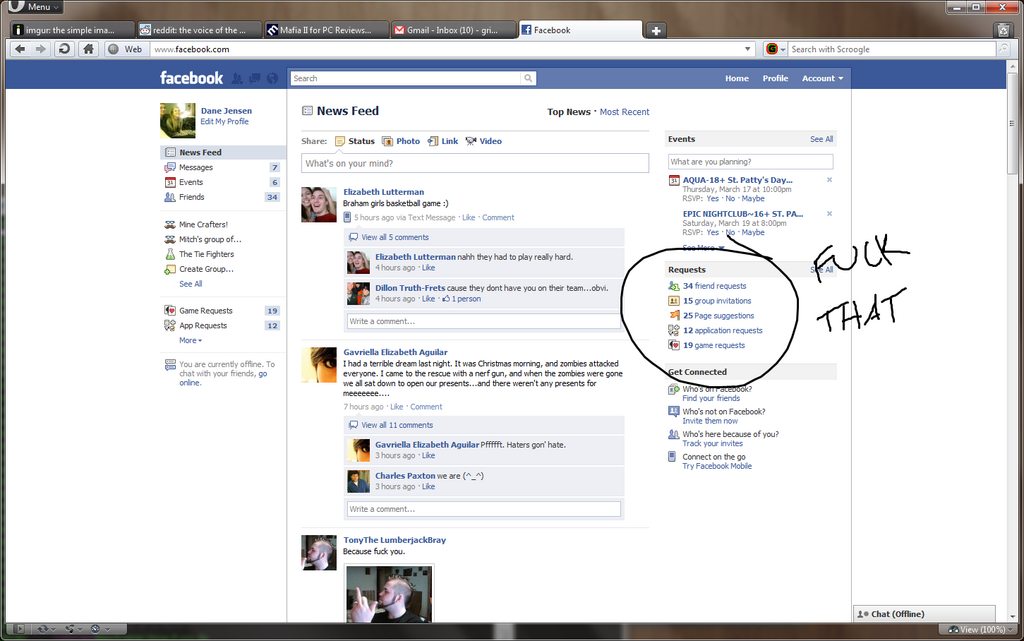 Menu
imgur: the simple ima...
reddit: the voice of the ...
Mafia II for PC Reviews...
Gmail - Inbox (10) - gri...
Facebook
Web
www.facebook.com
Search with Scroogle
facebook
Search
Home Profile Account
Dane Jensen
Edit My Profile
News Feed
Messages 7
Events 6
Friends 34
Mine Crafters!
Mitch's group of...
The Tie Fighters
Create Group...
See All
Game Requests 19
App Requests 12
More
You are currently offline. To
chat with your friends, go
online.
News Feed
Top News · Most Recent
Share: Status Photo Link Video
What's on your mind?
Elizabeth Lutterman
Braham girls basketball game :)
5 hours ago via Text Message · Like · Comment
View all 5 comments
Elizabeth Lutterman nahh they had to play really hard.
4 hours ago · Like
Dillon Truth-Frets cause they dont have you on their team...obvi.
4 hours ago · Like · 1 person
Write a comment...
Gavriella Elizabeth Aguilar
I had a terrible dream last night. It was Christmas morning, and zombies attacked
everyone. I came to the rescue with a nerf gun, and when the zombies were gone
we all sat down to open our presents...and there weren't any presents for
meeeeeee....
7 hours ago · Like · Comment
View all 11 comments
Gavriella Elizabeth Aguilar Pffffft. Haters gon' hate.
3 hours ago · Like
Charles Paxton we are (^_^)
3 hours ago · Like
Write a comment...
TonyThe LumberjackBray
Because fuck you.
Events See All
What are you planning?
AQUA-18+ St. Patty's Day...
Thursday, March 17 at 10:00pm
RSVP: Yes · No · Maybe
EPIC NIGHTCLUB~16+ ST. PA...
Saturday, March 19 at 8:00pm
RSVP: Yes · No · Maybe
See More
Requests See All
34 friend requests
15 group invitations
25 Page suggestions
12 application requests
19 game requests
FUCK
THAT
Get Connected
Who's on Facebook?
Find your friends
Who's not on Facebook?
Invite them now
Who's here because of you?
Track your invites
Connect on the go
Try Facebook Mobile
Chat (Offline)
View (100%)